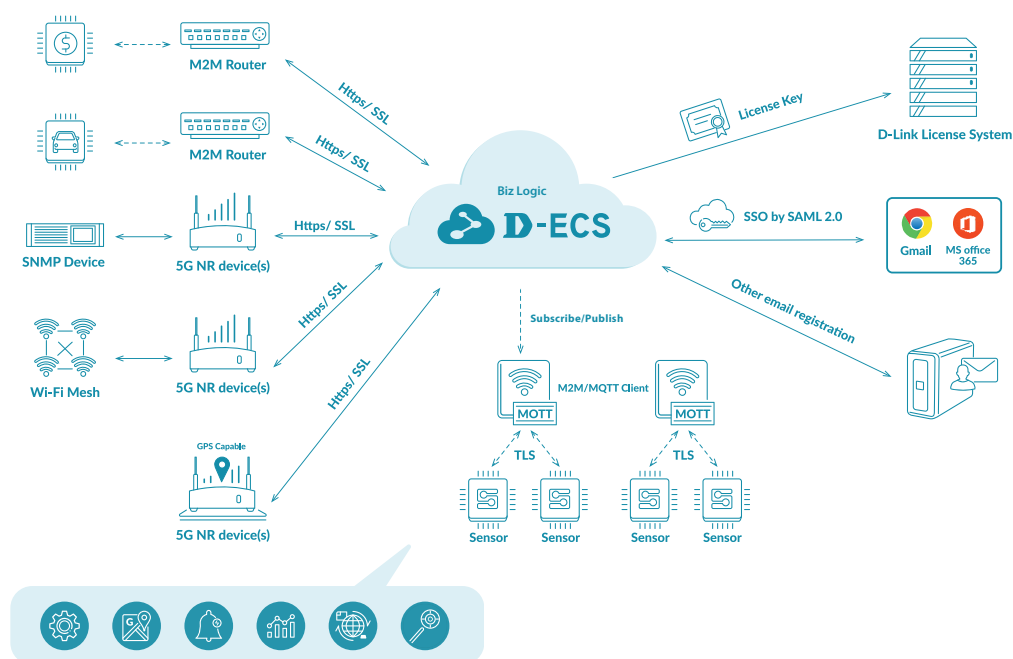 M2M Router
Https/ SSL
M2M Router
Https/ SSL
SNMP Device
5G NR device(s)
Https/ SSL
Wi-Fi Mesh
5G NR device(s)
Https/ SSL
GPS Capable
5G NR device(s)
Https/ SSL
Biz Logic
D-ECS
License Key
D-Link License System
SSO by SAML 2.0
Gmail
MS office
365
Other email registration
Subscribe/Publish
M2M/MQTT Client
MOTT
MOTT
TLS
TLS
Sensor
Sensor
Sensor
Sensor
G